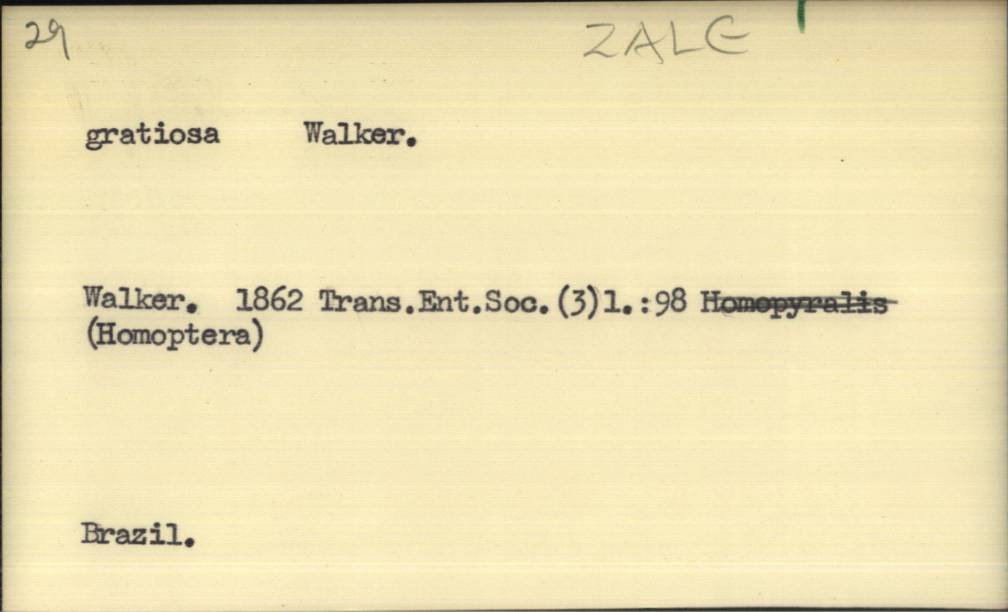 29 ZALE
gratiosa Walker.
Walker. 1862 Trans.Ent.Soc.(3)1.:98 Homopyralis
(Homoptera)
Brazil.